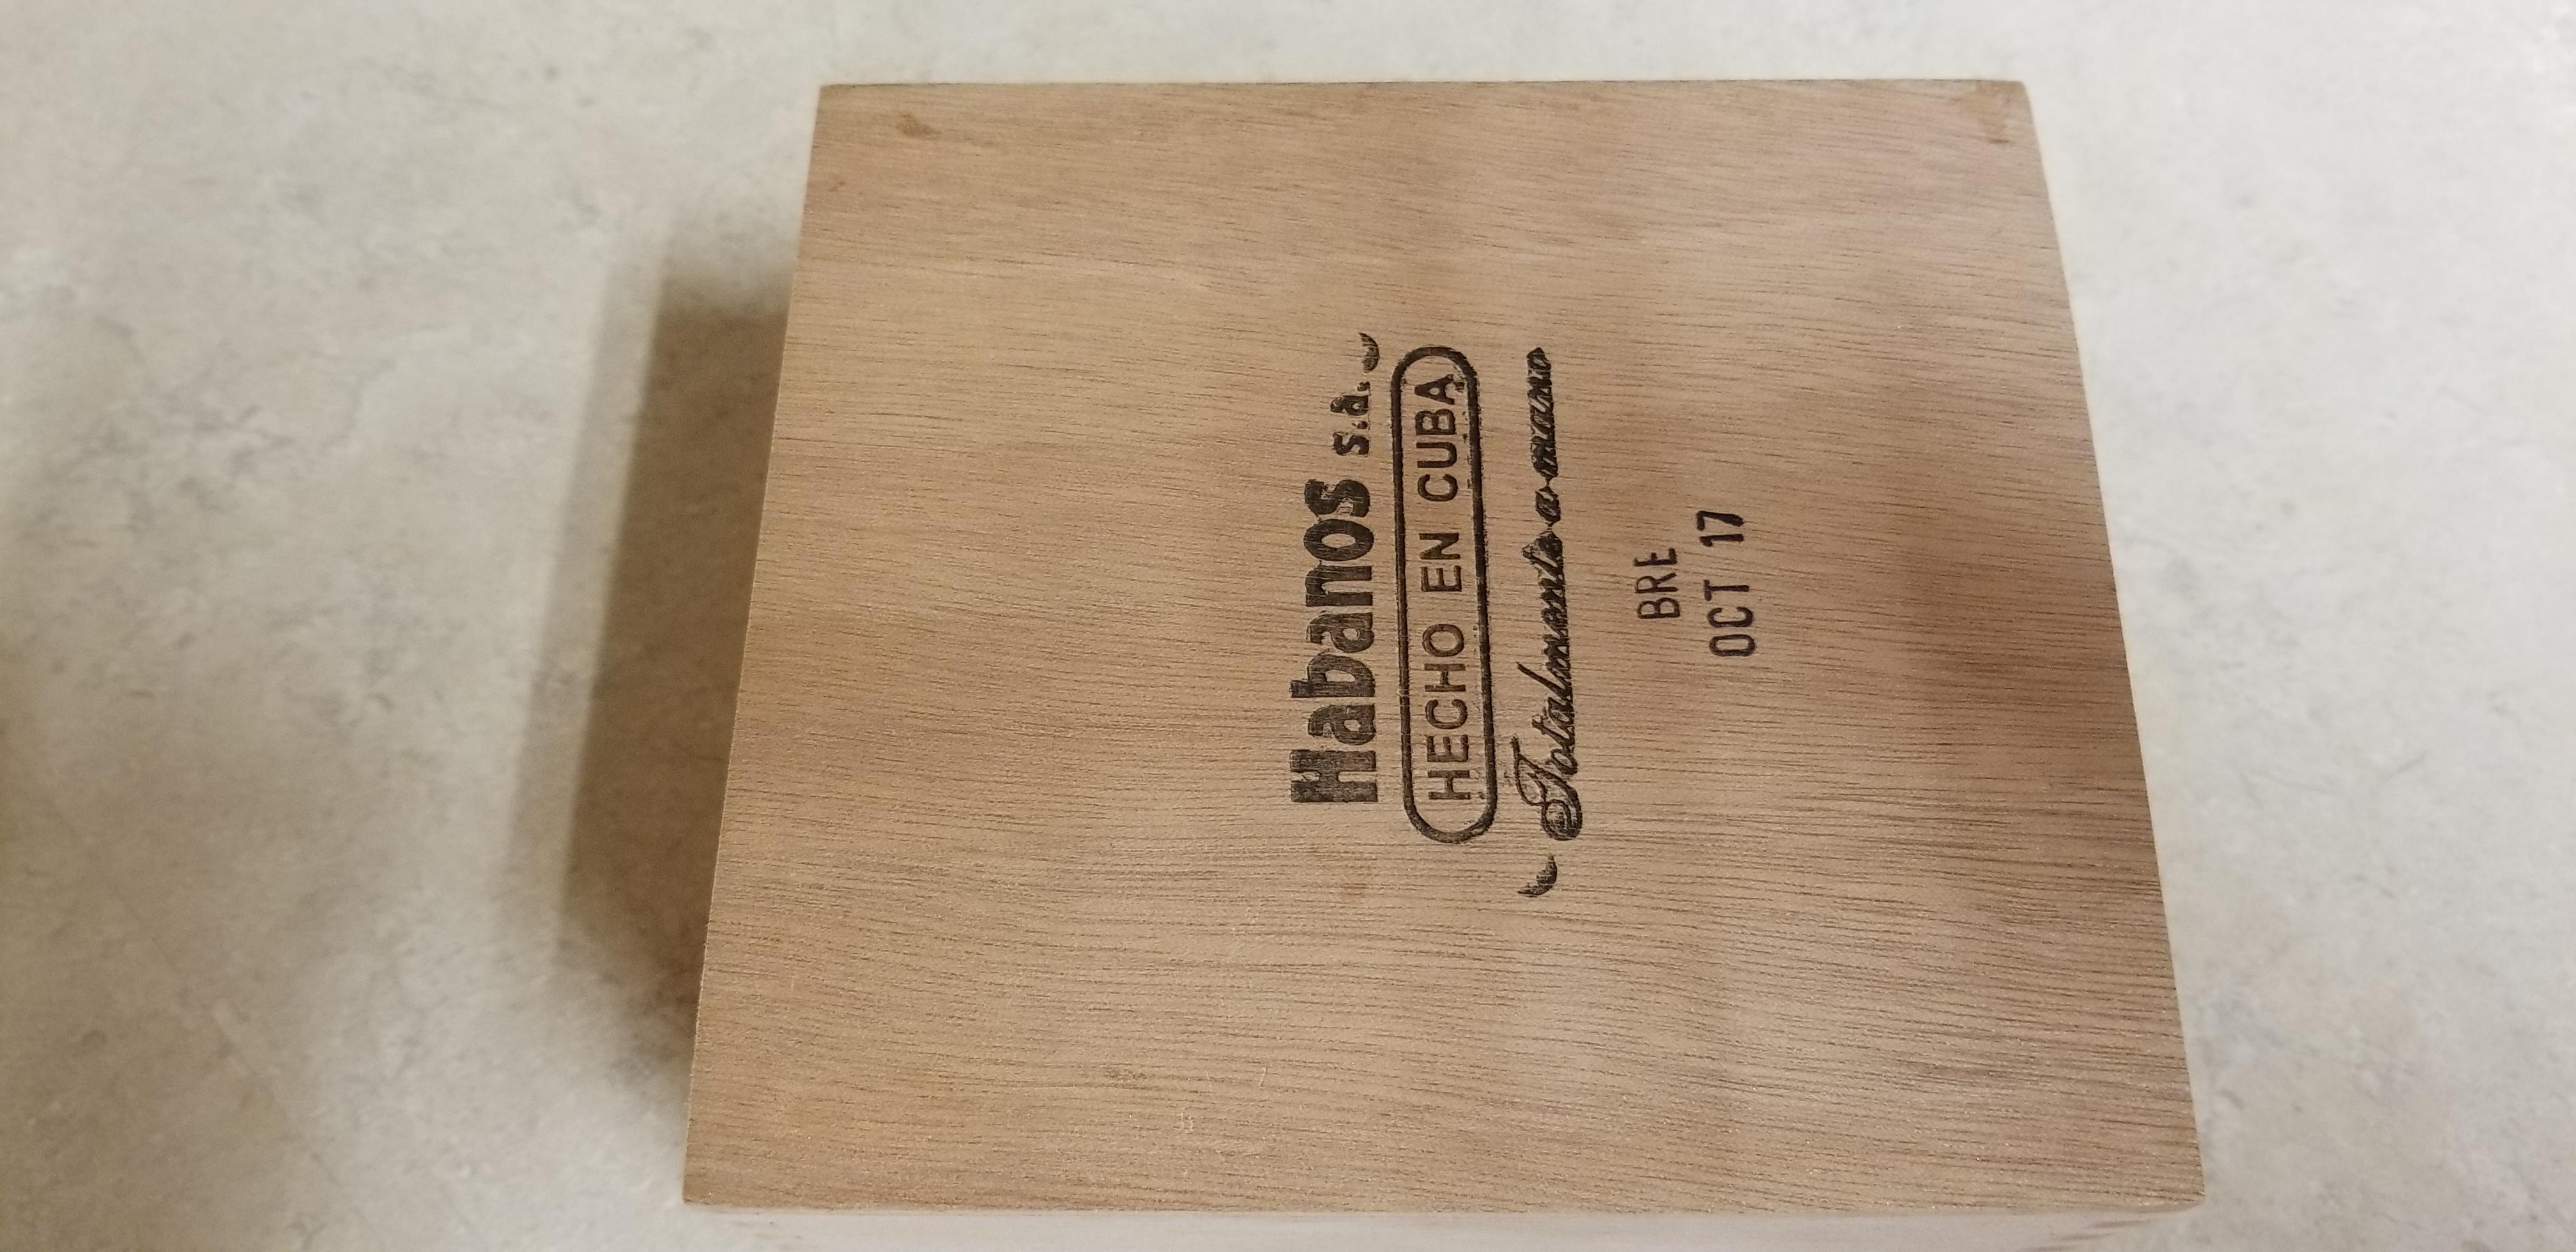 Habanos s.a.
HECHO EN CUBA
Totalmente a mano
BRE
OCT 17